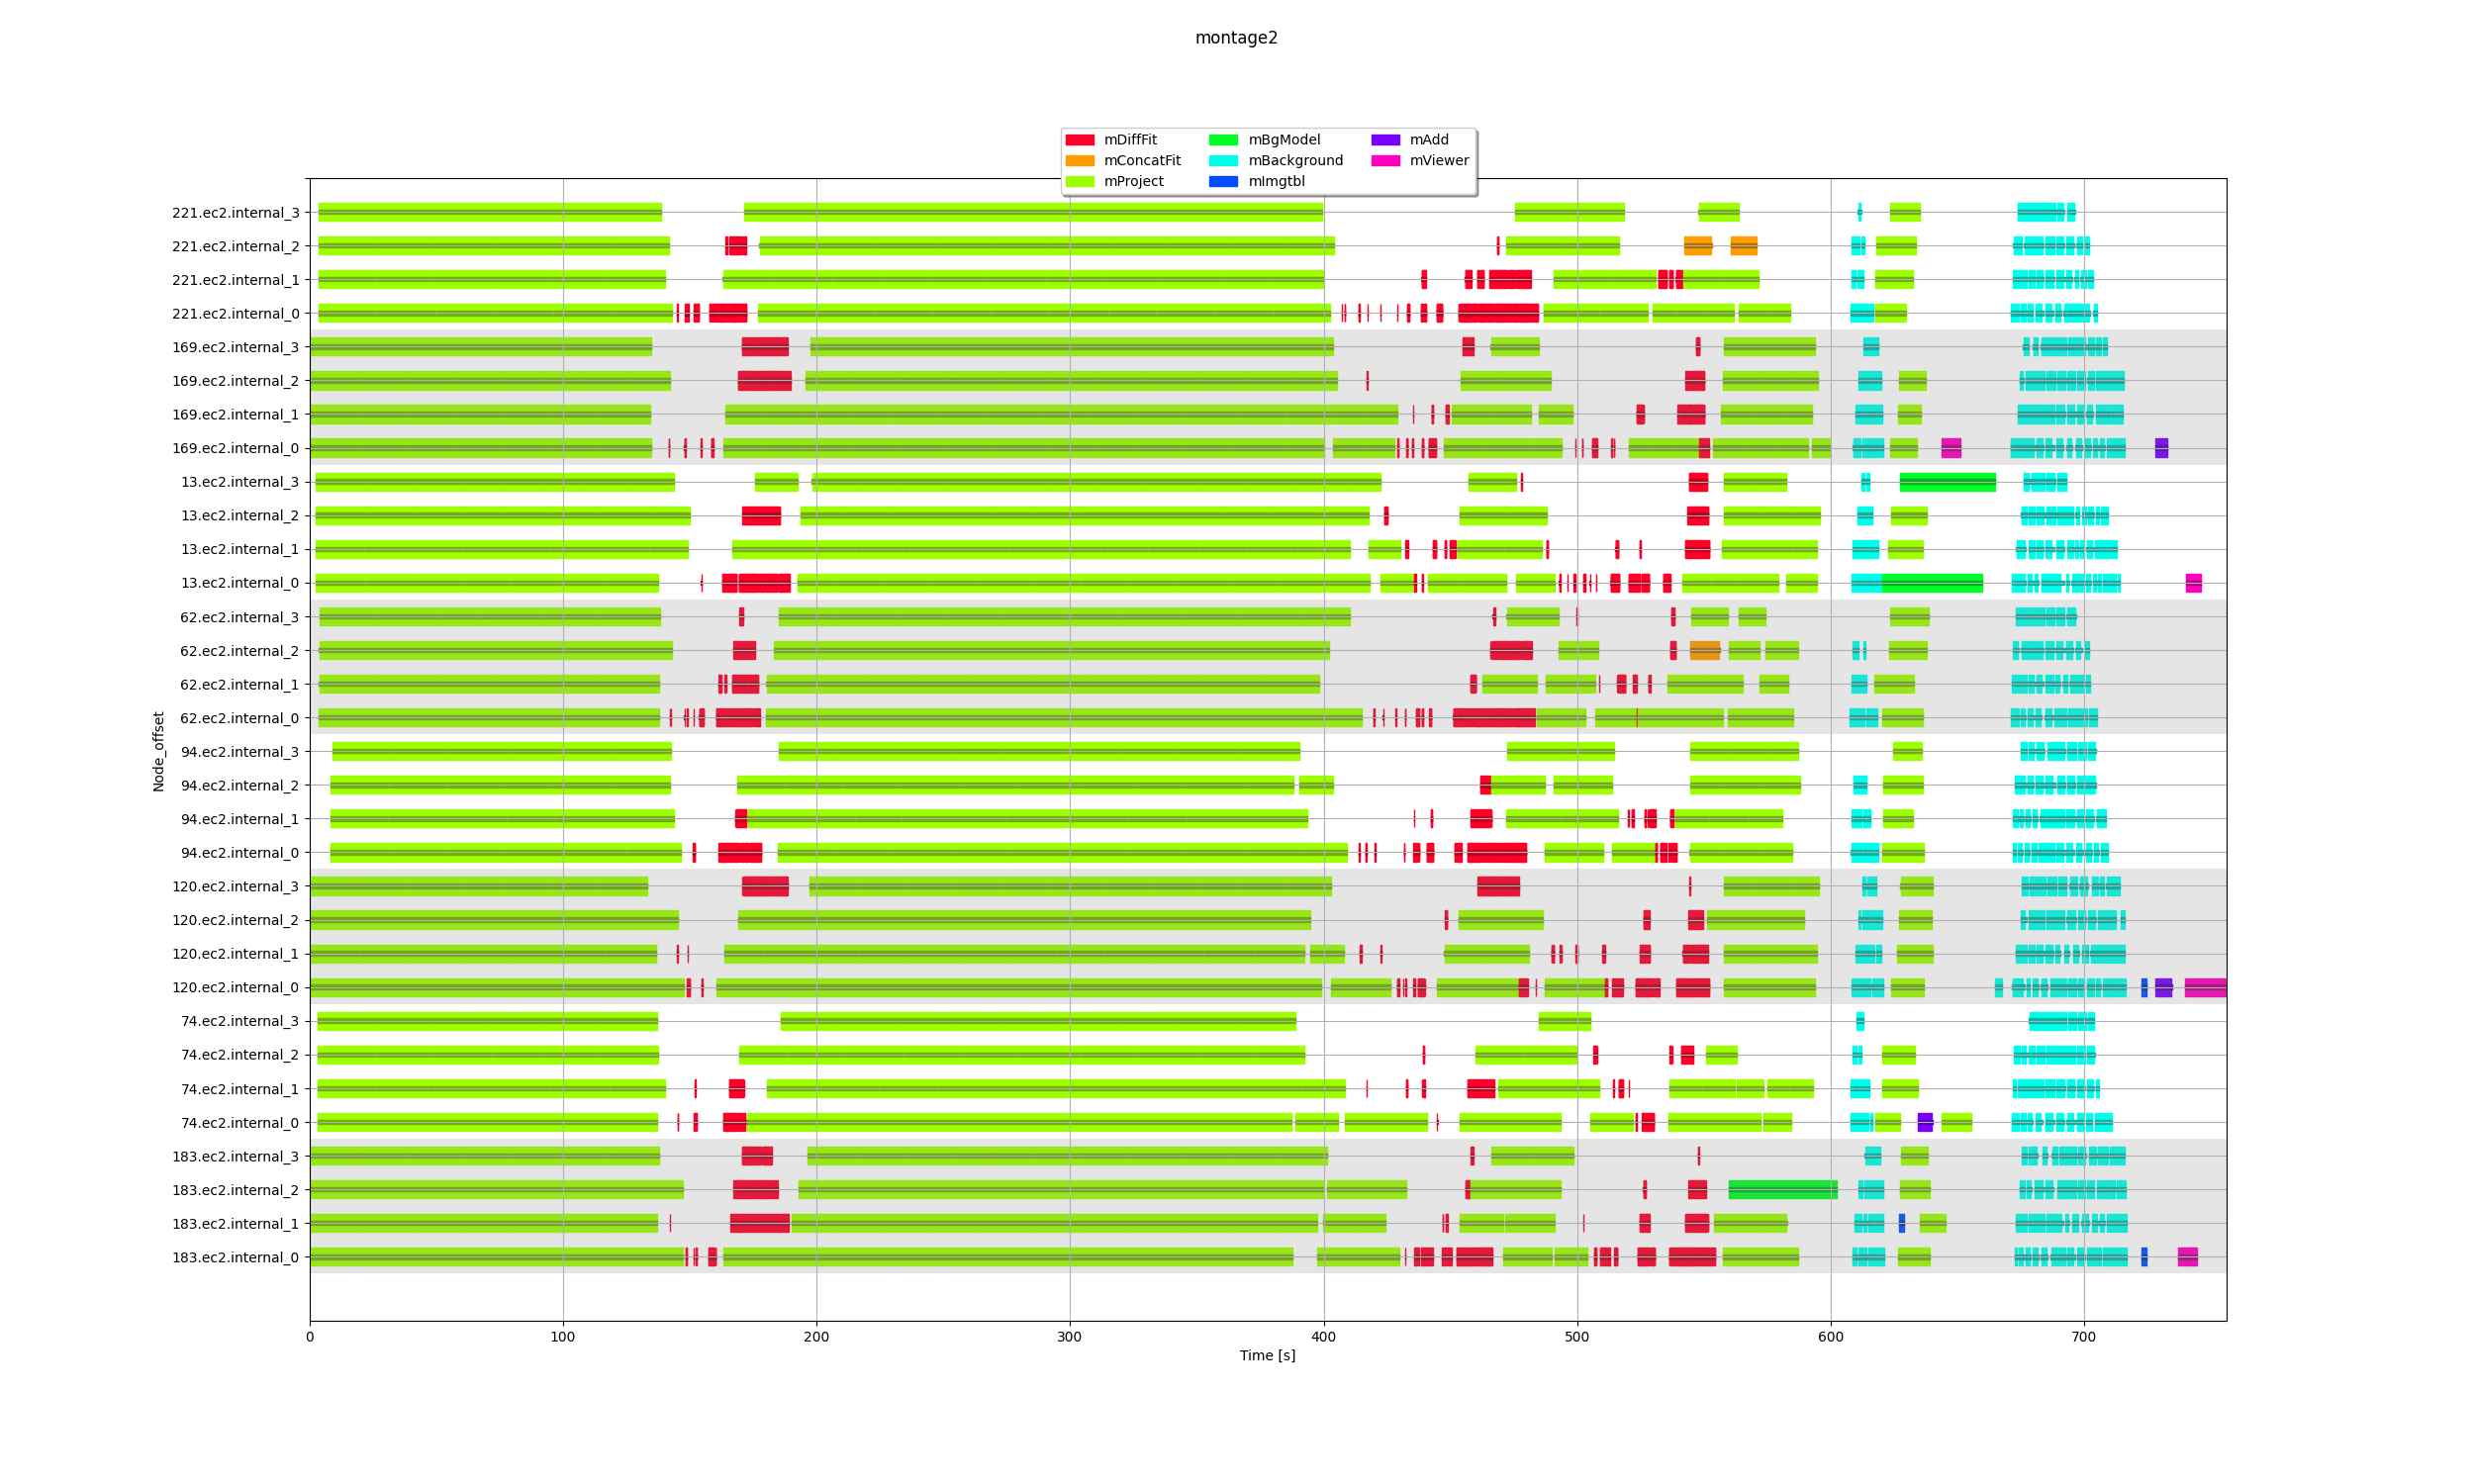 montage2
mDiffFit mBgModel mAdd
mConcatFit mBackground mViewer
mProject mImgtbl
221.ec2.internal_3
221.ec2.internal_2
221.ec2.internal_1
221.ec2.internal_0
169.ec2.internal_3
169.ec2.internal_2
169.ec2.internal_1
169.ec2.internal_0
13.ec2.internal_3
13.ec2.internal_2
13.ec2.internal_1
13.ec2.internal_0
62.ec2.internal_3
62.ec2.internal_2
62.ec2.internal_1
62.ec2.internal_0
94.ec2.internal_3
94.ec2.internal_2
94.ec2.internal_1
94.ec2.internal_0
120.ec2.internal_3
120.ec2.internal_2
120.ec2.internal_1
120.ec2.internal_0
74.ec2.internal_3
74.ec2.internal_2
74.ec2.internal_1
74.ec2.internal_0
183.ec2.internal_3
183.ec2.internal_2
183.ec2.internal_1
183.ec2.internal_0
Node_offset
0 100 200 300 400 500 600 700
Time [s]